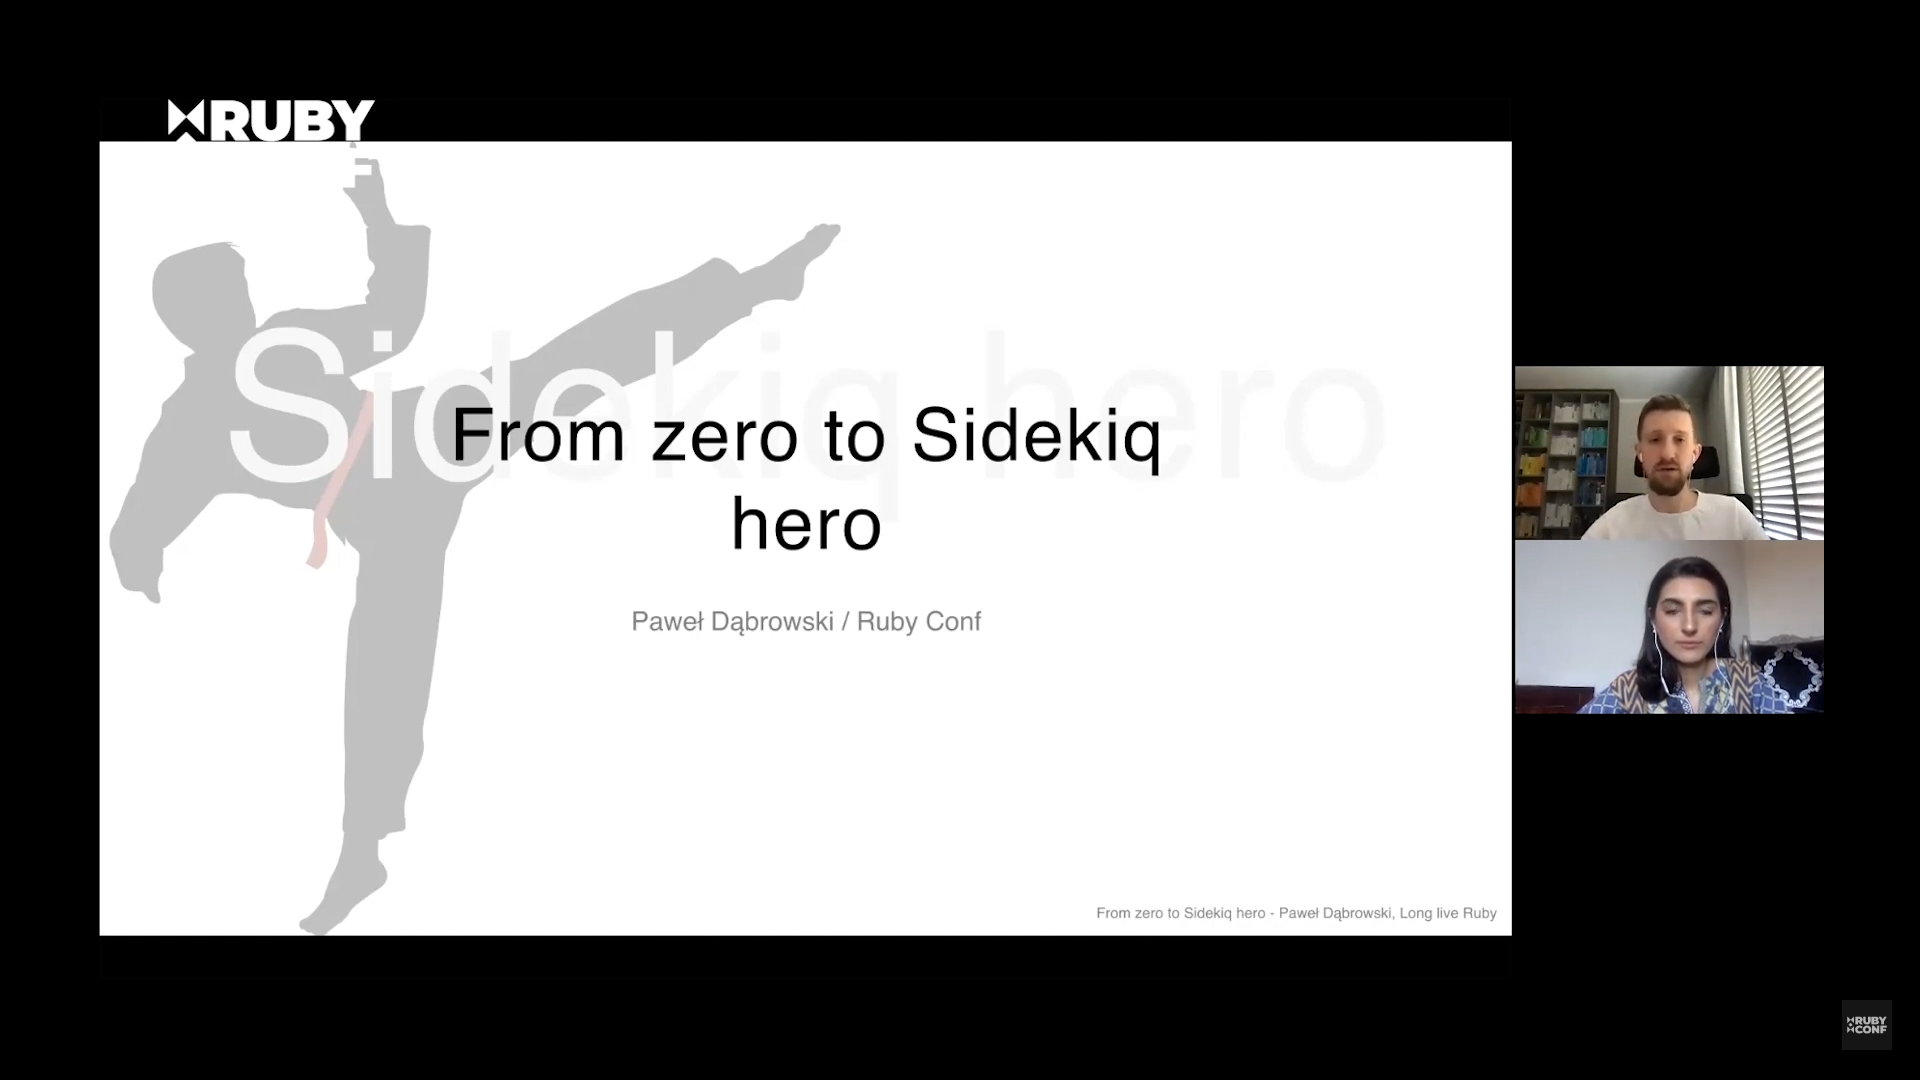 RUBY
F
Sidekiq hero
From zero to Sidekiq
hero
Paweł Dąbrowski / Ruby Conf
From zero to Sidekiq hero - Paweł Dąbrowski, Long live Ruby
RUBY
CONF